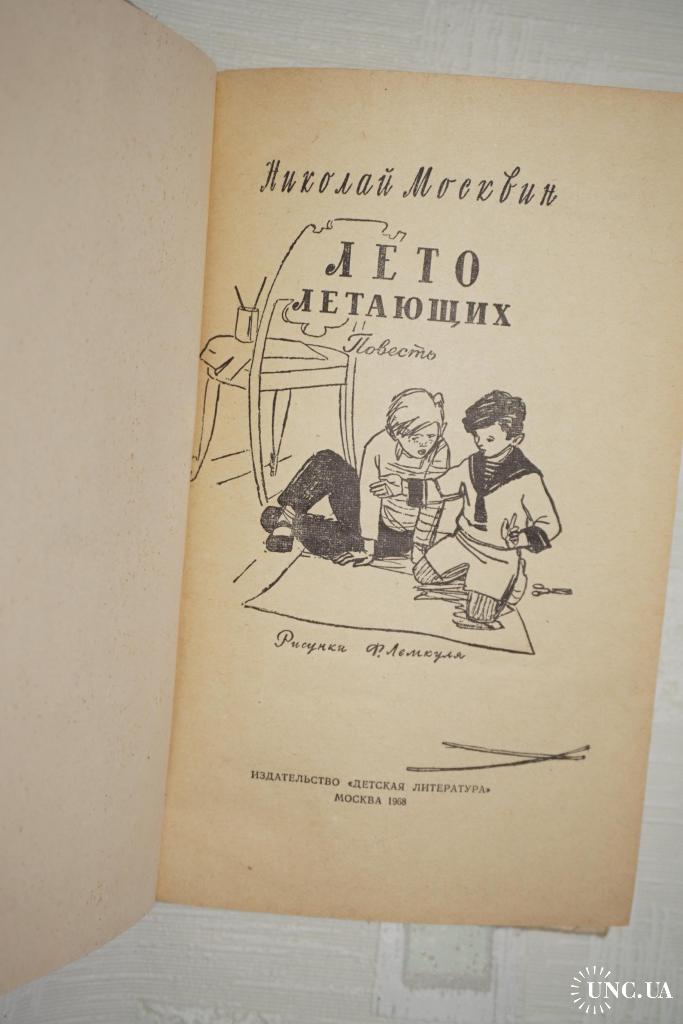 Николай Москвин
ЛЕТО
ЛЕТАЮЩИХ
Повесть
Рисунки Ф. Лемкуля
ИЗДАТЕЛЬСТВО «ДЕТСКАЯ ЛИТЕРАТУРА»
МОСКВА 1968
UNC.UA